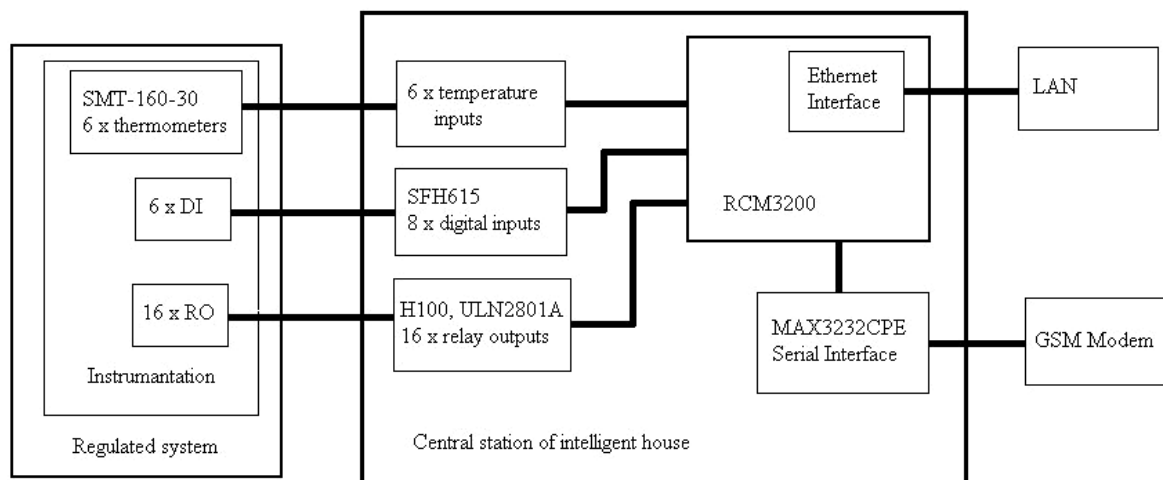 SMT-160-30
6 x thermometers
6 x DI
16 x RO
Instrumantation
Regulated system
6 x temperature
inputs
SFH615
8 x digital inputs
H100, ULN2801A
16 x relay outputs
Central station of intelligent house
Ethernet
Interface
RCM3200
MAX3232CPE
Serial Interface
LAN
GSM Modem